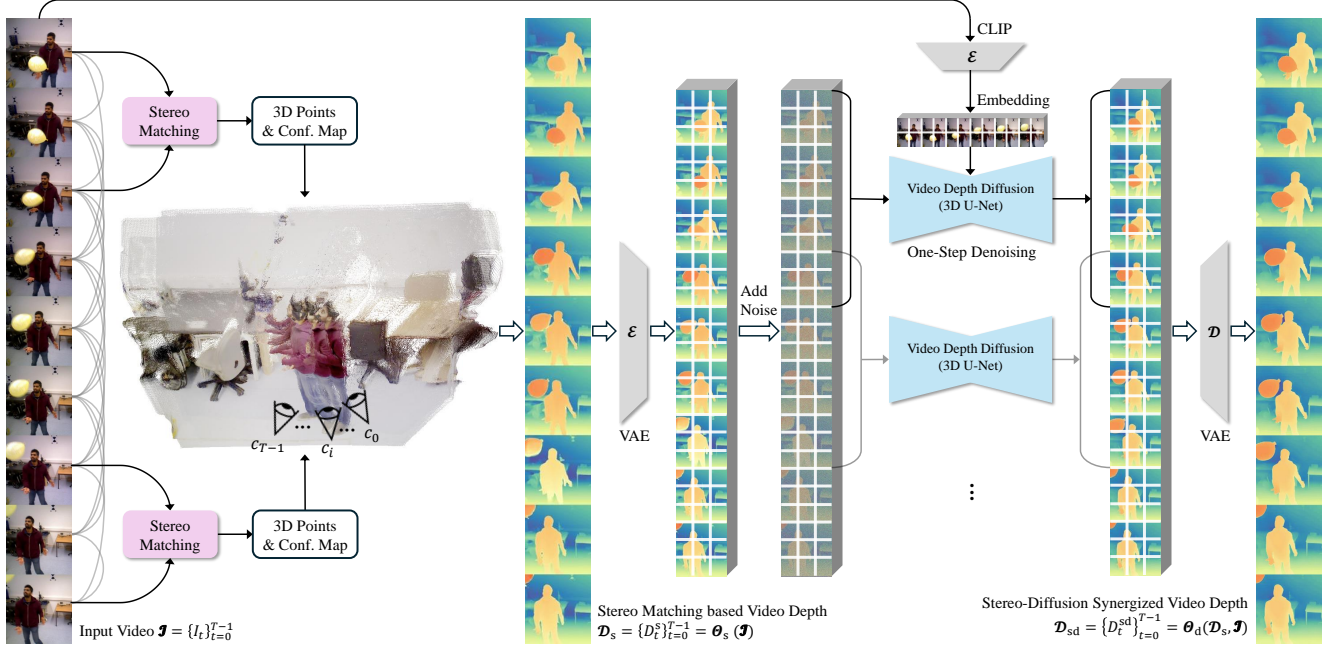 CLIP
ℰ
Embedding
Stereo
Matching
3D Points
& Conf. Map
Video Depth Diffusion
(3D U-Net)
One-Step Denoising
Add
Noise
ℰ
VAE
Video Depth Diffusion
(3D U-Net)
𝓓
VAE
c_{T−1} ... c_i ... c_0
Stereo
Matching
3D Points
& Conf. Map
⋮
Input Video 𝓘 = {I_t}_{t=0}^{T−1}
Stereo Matching based Video Depth
𝓓_s = {D_t^s}_{t=0}^{T−1} = 𝜣_s (𝓘)
Stereo-Diffusion Synergized Video Depth
𝓓_sd = {D_t^sd}_{t=0}^{T−1} = 𝜣_d(𝓓_s, 𝓘)